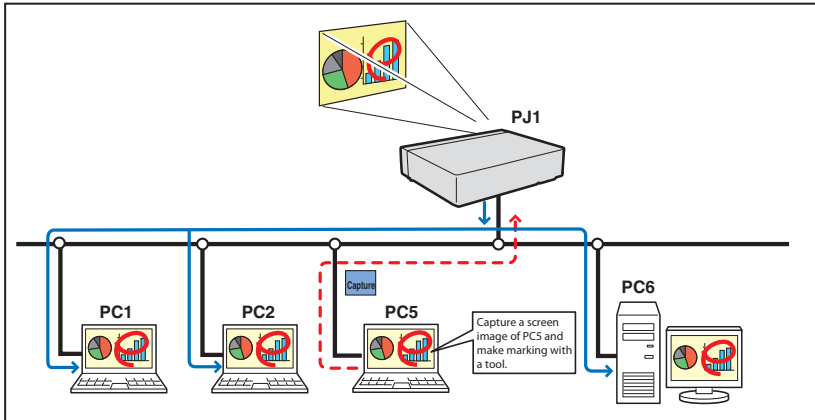 PJ1
Capture
PC6
PC1
PC2
PC5
Capture a screen
image of PC5 and
make marking with
a tool.